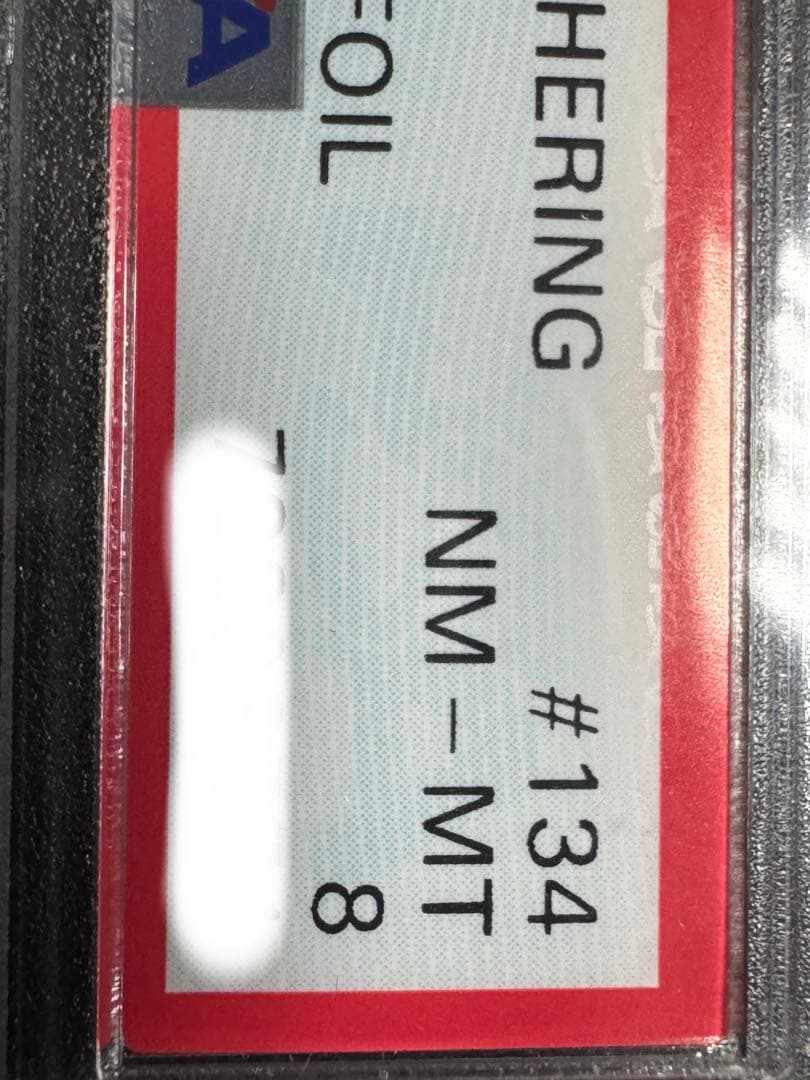 HERING #134
NM-MT
FOIL 8
A